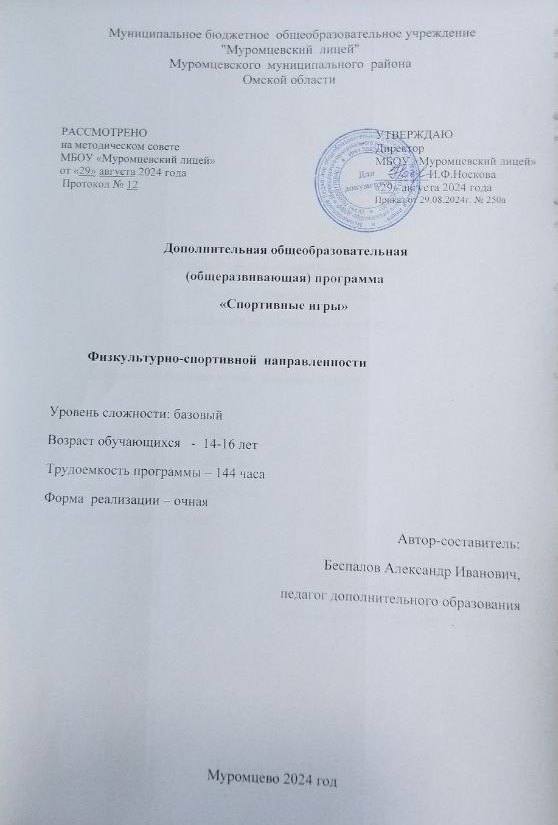 Муниципальное бюджетное общеобразовательное учреждение
"Муромцевский лицей"
Муромцевского муниципального района
Омской области
РАССМОТРЕНО
на методическом совете
МБОУ «Муромцевский лицей»
от «29» августа 2024 года
Протокол № 12
УТВЕРЖДАЮ
Директор
МБОУ «Муромцевский лицей»
И.Ф.Носкова
«29» августа 2024 года
Приказ от 29.08.2024г. № 250а
Для
документов
Дополнительная общеобразовательная
(общеразвивающая) программа
«Спортивные игры»
Физкультурно-спортивной направленности
Уровень сложности: базовый
Возраст обучающихся - 14-16 лет
Трудоемкость программы – 144 часа
Форма реализации – очная
Автор-составитель:
Беспалов Александр Иванович,
педагог дополнительного образования
Муромцево 2024 год